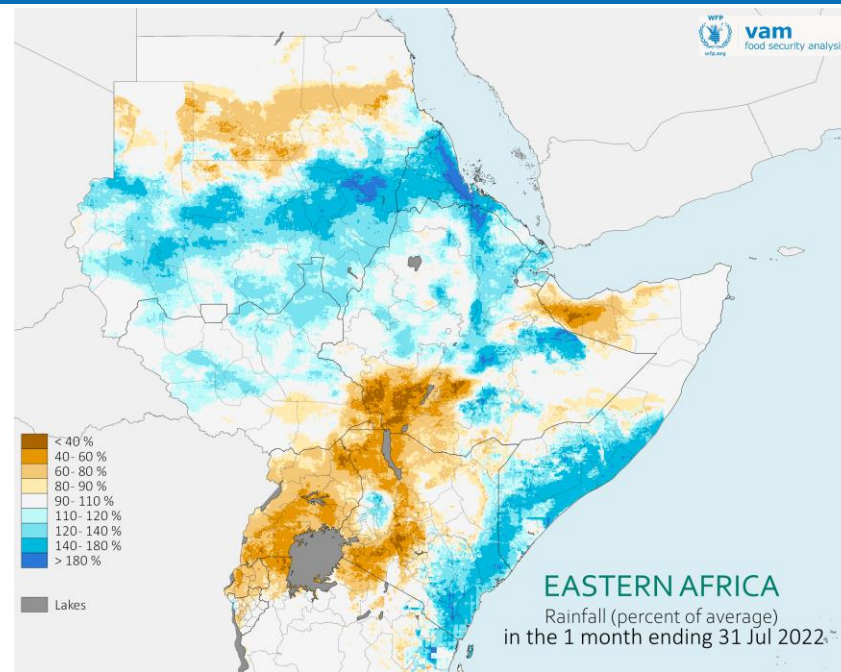 WFP
wfp.org
vam
food security analysis
< 40 %
40- 60 %
60- 80 %
80- 90 %
90- 110 %
110- 120 %
120- 140 %
140- 180 %
> 180 %
Lakes
EASTERN AFRICA
Rainfall (percent of average)
in the 1 month ending 31 Jul 2022